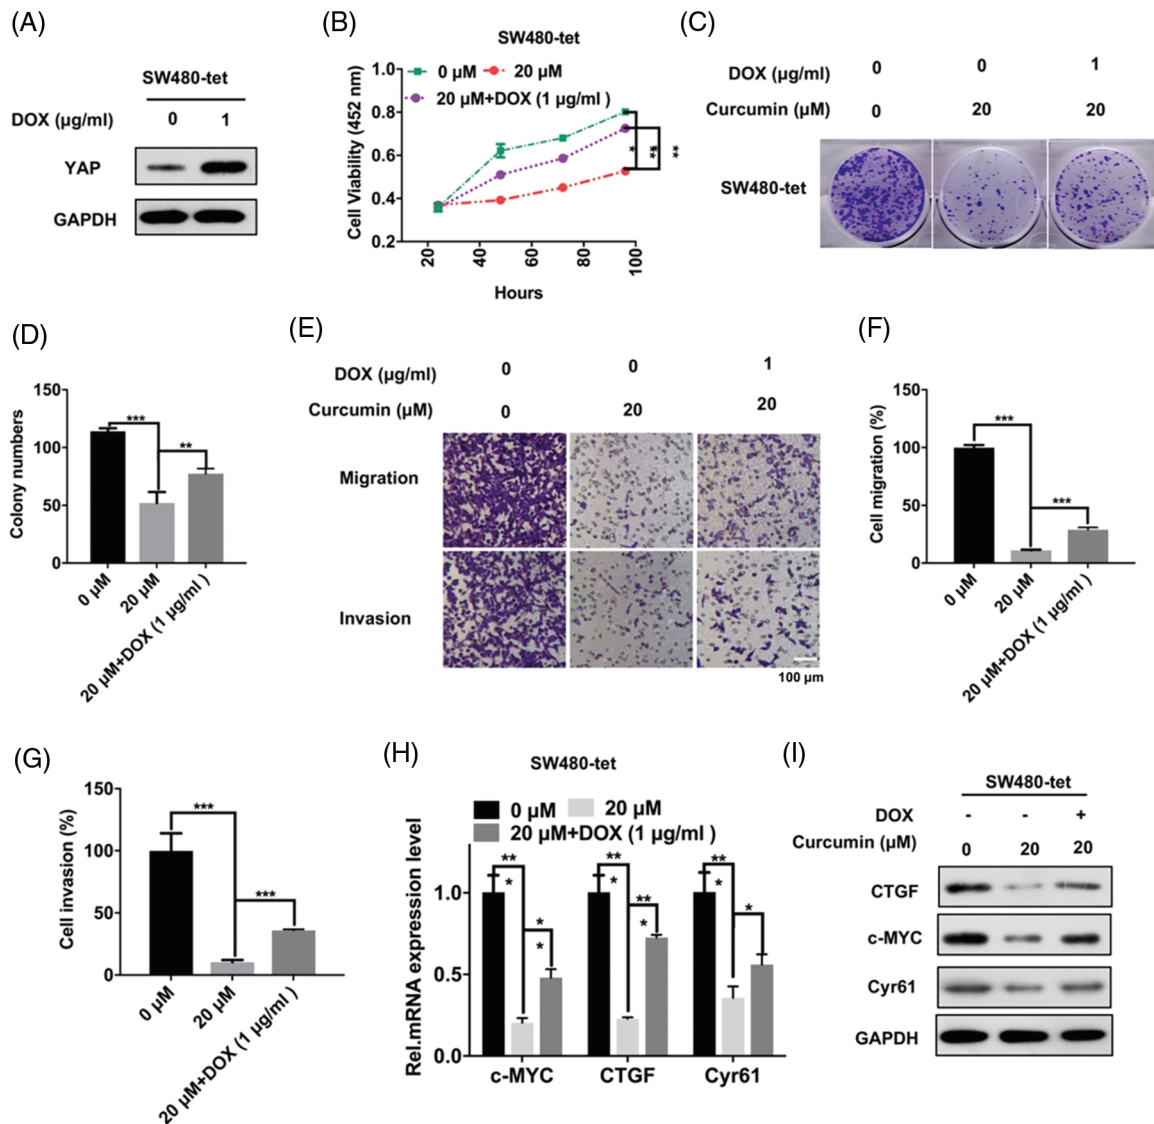 (A)
SW480-tet
DOX (µg/ml) 0 1
YAP
GAPDH
(B)
SW480-tet
0 µM 20 µM
20 µM+DOX (1 µg/ml )
Cell Viability (452 nm)
1.0
0.8
0.6
0.4
0.2
* ** **
20 40 60 80 100
Hours
(C)
DOX (µg/ml) 0 0 1
Curcumin (µM) 0 20 20
SW480-tet
(D)
Colony numbers
150
100
50
0
*** **
0 µM 20 µM 20 µM+DOX (1 µg/ml )
(E)
DOX (µg/ml) 0 0 1
Curcumin (µM) 0 20 20
Migration
Invasion
100 µm
(F)
Cell migration (%)
150
100
50
0
*** ***
0 µM 20 µM 20 µM+DOX (1 µg/ml )
(G)
Cell invasion (%)
150
100
50
0
*** ***
0 µM 20 µM 20 µM+DOX (1 µg/ml )
(H)
SW480-tet
0 µM 20 µM
20 µM+DOX (1 µg/ml )
Rel.mRNA expression level
1.0
0.5
0.0
** ** **
* ** * *
* * *
c-MYC CTGF Cyr61
(I)
SW480-tet
DOX - - +
Curcumin (µM) 0 20 20
CTGF
c-MYC
Cyr61
GAPDH